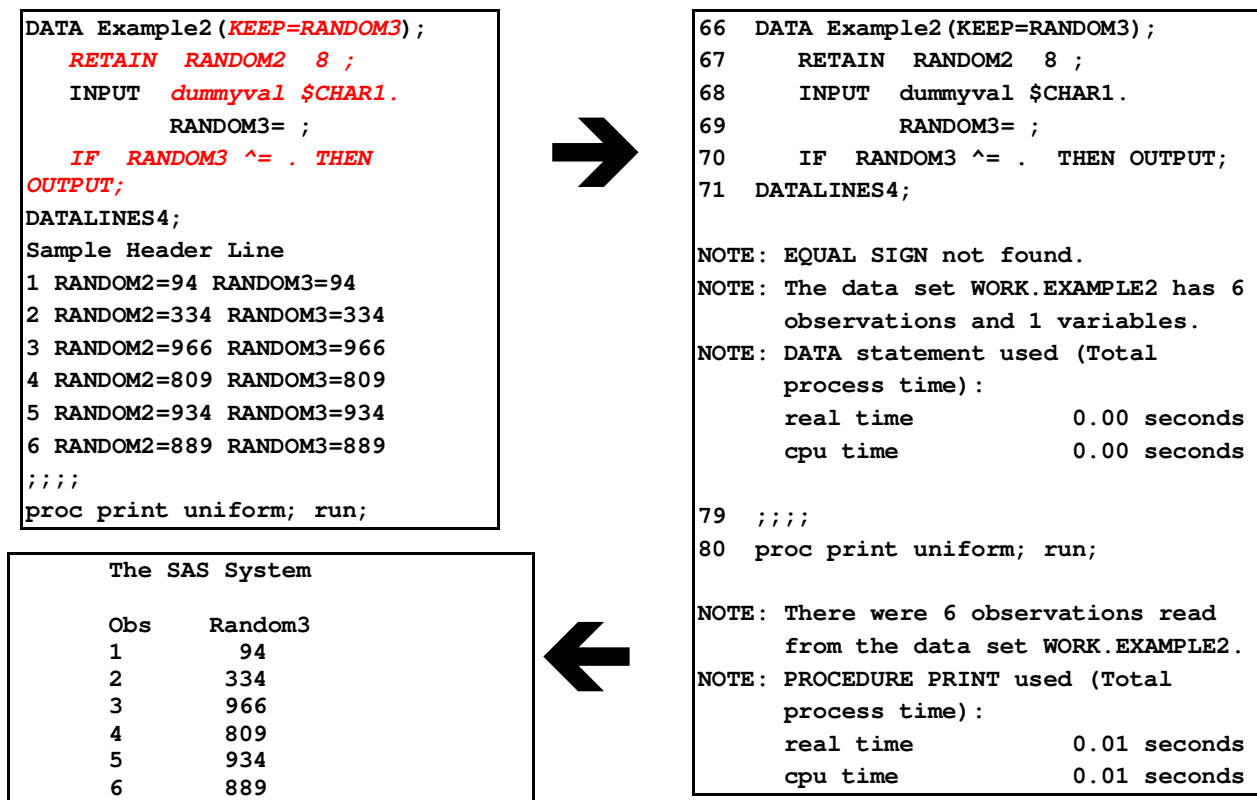 DATA Example2(KEEP=RANDOM3);
RETAIN RANDOM2 8 ;
INPUT dummyval $CHAR1.
RANDOM3= ;
IF RANDOM3 ^= . THEN
OUTPUT;
DATALINES4;
Sample Header Line
1 RANDOM2=94 RANDOM3=94
2 RANDOM2=334 RANDOM3=334
3 RANDOM2=966 RANDOM3=966
4 RANDOM2=809 RANDOM3=809
5 RANDOM2=934 RANDOM3=934
6 RANDOM2=889 RANDOM3=889
;;;;
proc print uniform; run;
66 DATA Example2(KEEP=RANDOM3);
67 RETAIN RANDOM2 8 ;
68 INPUT dummyval $CHAR1.
69 RANDOM3= ;
70 IF RANDOM3 ^= . THEN OUTPUT;
71 DATALINES4;
NOTE: EQUAL SIGN not found.
NOTE: The data set WORK.EXAMPLE2 has 6
observations and 1 variables.
NOTE: DATA statement used (Total
process time):
real time 0.00 seconds
cpu time 0.00 seconds
79 ;;;;
80 proc print uniform; run;
NOTE: There were 6 observations read
from the data set WORK.EXAMPLE2.
NOTE: PROCEDURE PRINT used (Total
process time):
real time 0.01 seconds
cpu time 0.01 seconds
The SAS System
Obs Random3
1 94
2 334
3 966
4 809
5 934
6 889